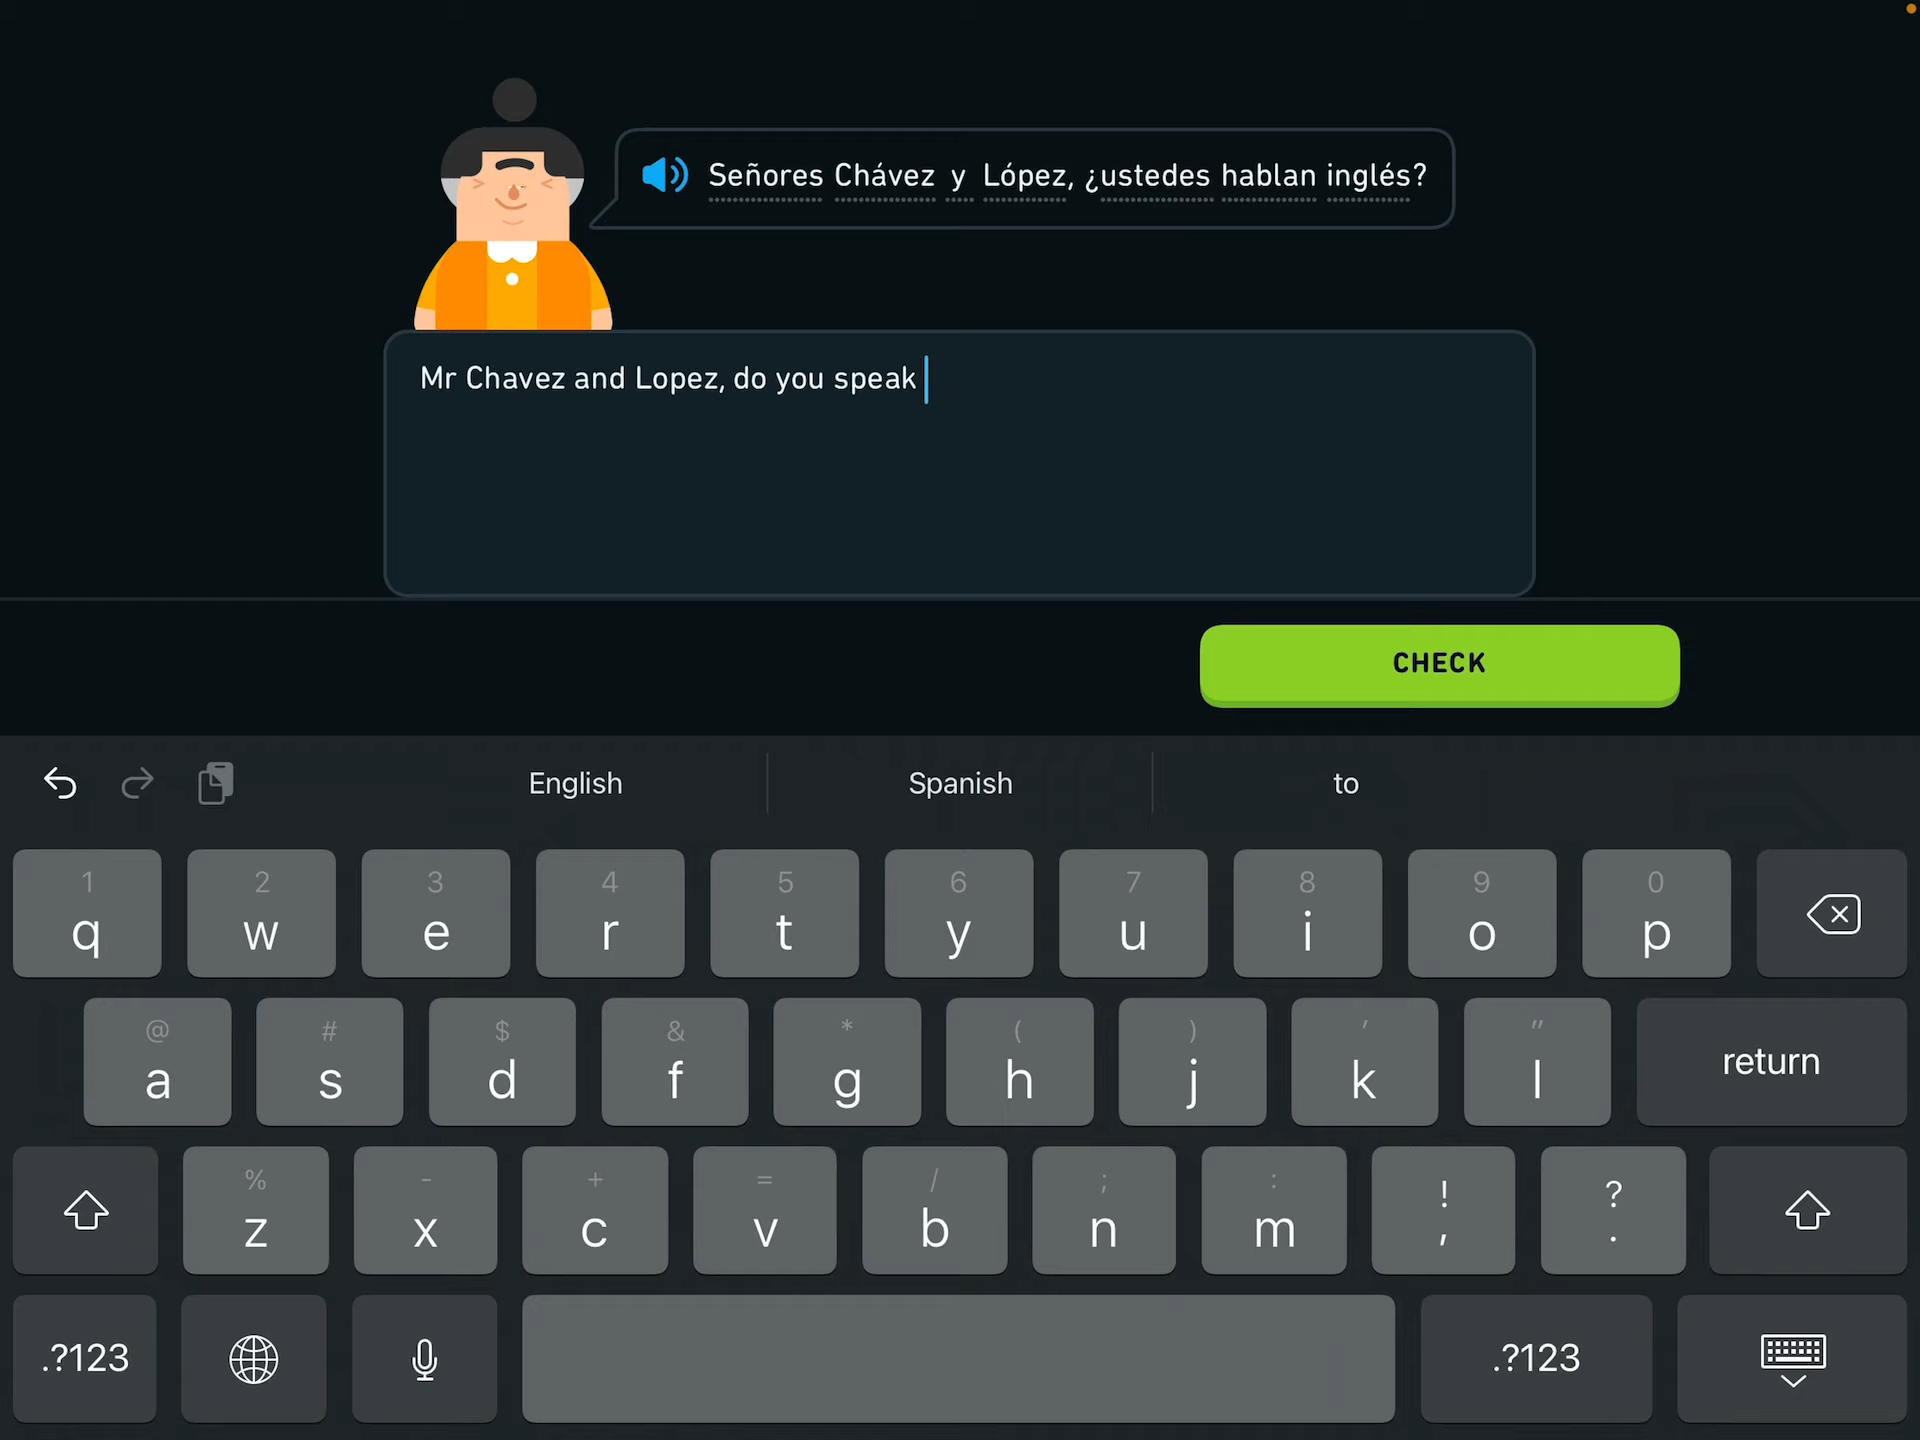 Señores Chávez y López, ¿ustedes hablan inglés?
Mr Chavez and Lopez, do you speak
CHECK
English Spanish to
1 2 3 4 5 6 7 8 9 0
q w e r t y u i o p
@ # $ & * ( ) ' "
a s d f g h j k l return
% - + = / ; : ! ?
z x c v b n m , .
.?123 .?123